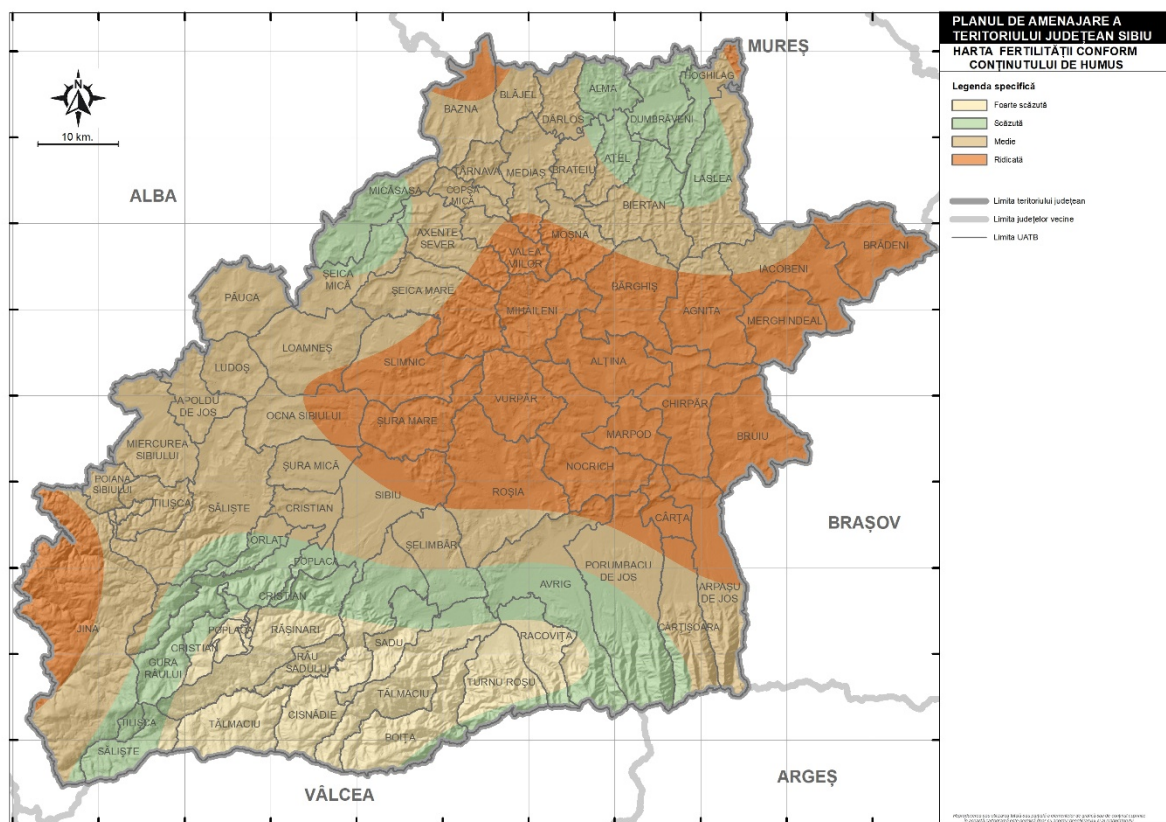 PLANUL DE AMENAJARE A
TERITORIULUI JUDEȚEAN SIBIU
HARTA FERTILITĂȚII CONFORM
CONȚINUTULUI DE HUMUS
Legenda specifică
Foarte scăzută
Scăzută
Medie
Ridicată
Limita teritoriului județean
Limita județelor vecine
Limita UATB
N
10 km.
MUREȘ
ALBA
BRAȘOV
ARGEȘ
VÂLCEA
HOGHILAG
BAZNA
BLĂJEL
ALMA
DÂRLOS
DUMBRĂVENI
AȚEL
TÂRNAVA
MEDIAȘ
BRATEIU
LASLEA
MICĂSASA
COPȘA
MICĂ
BIERTAN
AXENTE
SEVER
MOȘNA
VALEA
VIILOR
BRĂDENI
IACOBENI
ȘEICA
MICĂ
ȘEICA MARE
BÂRGHIȘ
PĂUCA
MIHĂILENI
AGNITA
MERGHINDEAL
LOAMNEȘ
SLIMNIC
ALȚINA
LUDOȘ
APOLDU
DE JOS
OCNA SIBIULUI
ȘURA MARE
VURPĂR
CHIRPĂR
MARPOD
BRUIU
MIERCUREA
SIBIULUI
ȘURA MICĂ
NOCRICH
POIANA
SIBIULUI
TILIȘCA
SĂLIȘTE
CRISTIAN
SIBIU
ROȘIA
CÂRȚA
ORLAT
POPLACA
ȘELIMBĂR
AVRIG
PORUMBACU
DE JOS
ARPAȘU
DE JOS
CRISTIAN
JINA
POPLACA
RĂȘINARI
SADU
RACOVIȚA
CÂRȚIȘOARA
CRISTIAN
GURA
RÂULUI
RÂU
SADULUI
TURNU ROȘU
TĂLMACIU
TILIȘCA
TĂLMACIU
CISNĂDIE
BOIȚA
SĂLIȘTE